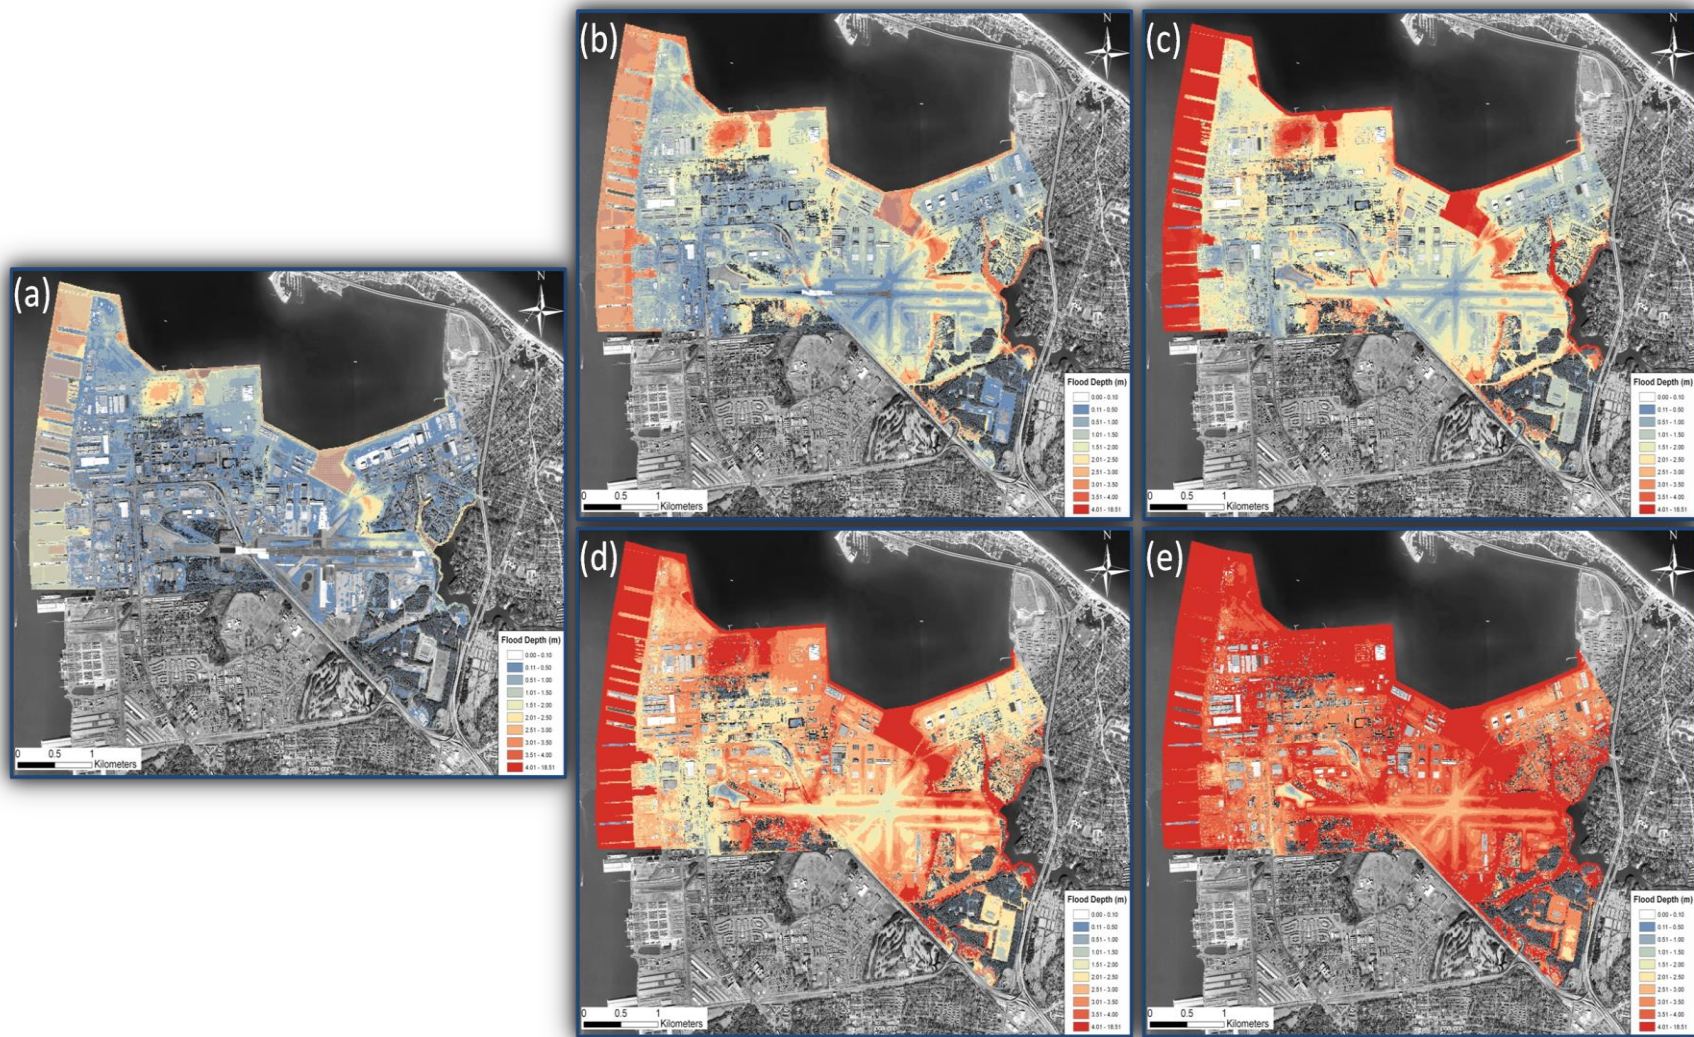 (a)
N
Flood Depth (m)
0.00 - 0.10
0.11 - 0.50
0.51 - 1.00
1.01 - 1.50
1.51 - 2.00
2.01 - 2.50
2.51 - 3.00
3.01 - 3.50
3.51 - 4.00
4.01 - 18.51
0 0.5 1
Kilometers
(b)
N
Flood Depth (m)
0.00 - 0.10
0.11 - 0.50
0.51 - 1.00
1.01 - 1.50
1.51 - 2.00
2.01 - 2.50
2.51 - 3.00
3.01 - 3.50
3.51 - 4.00
4.01 - 18.51
0 0.5 1
Kilometers
(c)
N
Flood Depth (m)
0.00 - 0.10
0.11 - 0.50
0.51 - 1.00
1.01 - 1.50
1.51 - 2.00
2.01 - 2.50
2.51 - 3.00
3.01 - 3.50
3.51 - 4.00
4.01 - 18.51
0 0.5 1
Kilometers
(d)
N
Flood Depth (m)
0.00 - 0.10
0.11 - 0.50
0.51 - 1.00
1.01 - 1.50
1.51 - 2.00
2.01 - 2.50
2.51 - 3.00
3.01 - 3.50
3.51 - 4.00
4.01 - 18.51
0 0.5 1
Kilometers
(e)
N
Flood Depth (m)
0.00 - 0.10
0.11 - 0.50
0.51 - 1.00
1.01 - 1.50
1.51 - 2.00
2.01 - 2.50
2.51 - 3.00
3.01 - 3.50
3.51 - 4.00
4.01 - 18.51
0 0.5 1
Kilometers